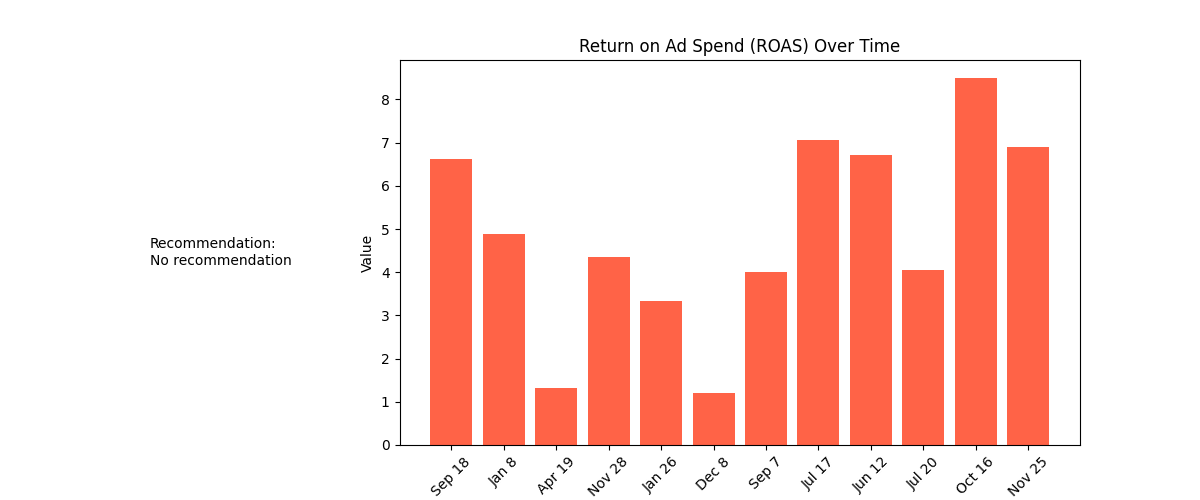 Return on Ad Spend (ROAS) Over Time
Recommendation:
No recommendation
Value
8
7
6
5
4
3
2
1
0
Sep 18
Jan 8
Apr 19
Nov 28
Jan 26
Dec 8
Sep 7
Jul 17
Jun 12
Jul 20
Oct 16
Nov 25